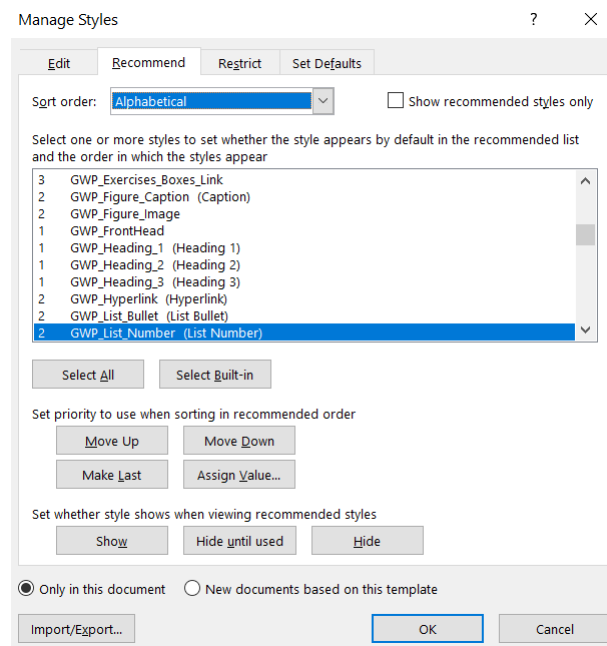 Manage Styles ? ×
Edit Recommend Restrict Set Defaults
Sort order: Alphabetical Show recommended styles only
Select one or more styles to set whether the style appears by default in the recommended list
and the order in which the styles appear
3 GWP_Exercises_Boxes_Link
2 GWP_Figure_Caption (Caption)
2 GWP_Figure_Image
1 GWP_FrontHead
1 GWP_Heading_1 (Heading 1)
1 GWP_Heading_2 (Heading 2)
1 GWP_Heading_3 (Heading 3)
2 GWP_Hyperlink (Hyperlink)
2 GWP_List_Bullet (List Bullet)
2 GWP_List_Number (List Number)
Select All Select Built-in
Set priority to use when sorting in recommended order
Move Up Move Down
Make Last Assign Value...
Set whether style shows when viewing recommended styles
Show Hide until used Hide
Only in this document New documents based on this template
Import/Export... OK Cancel